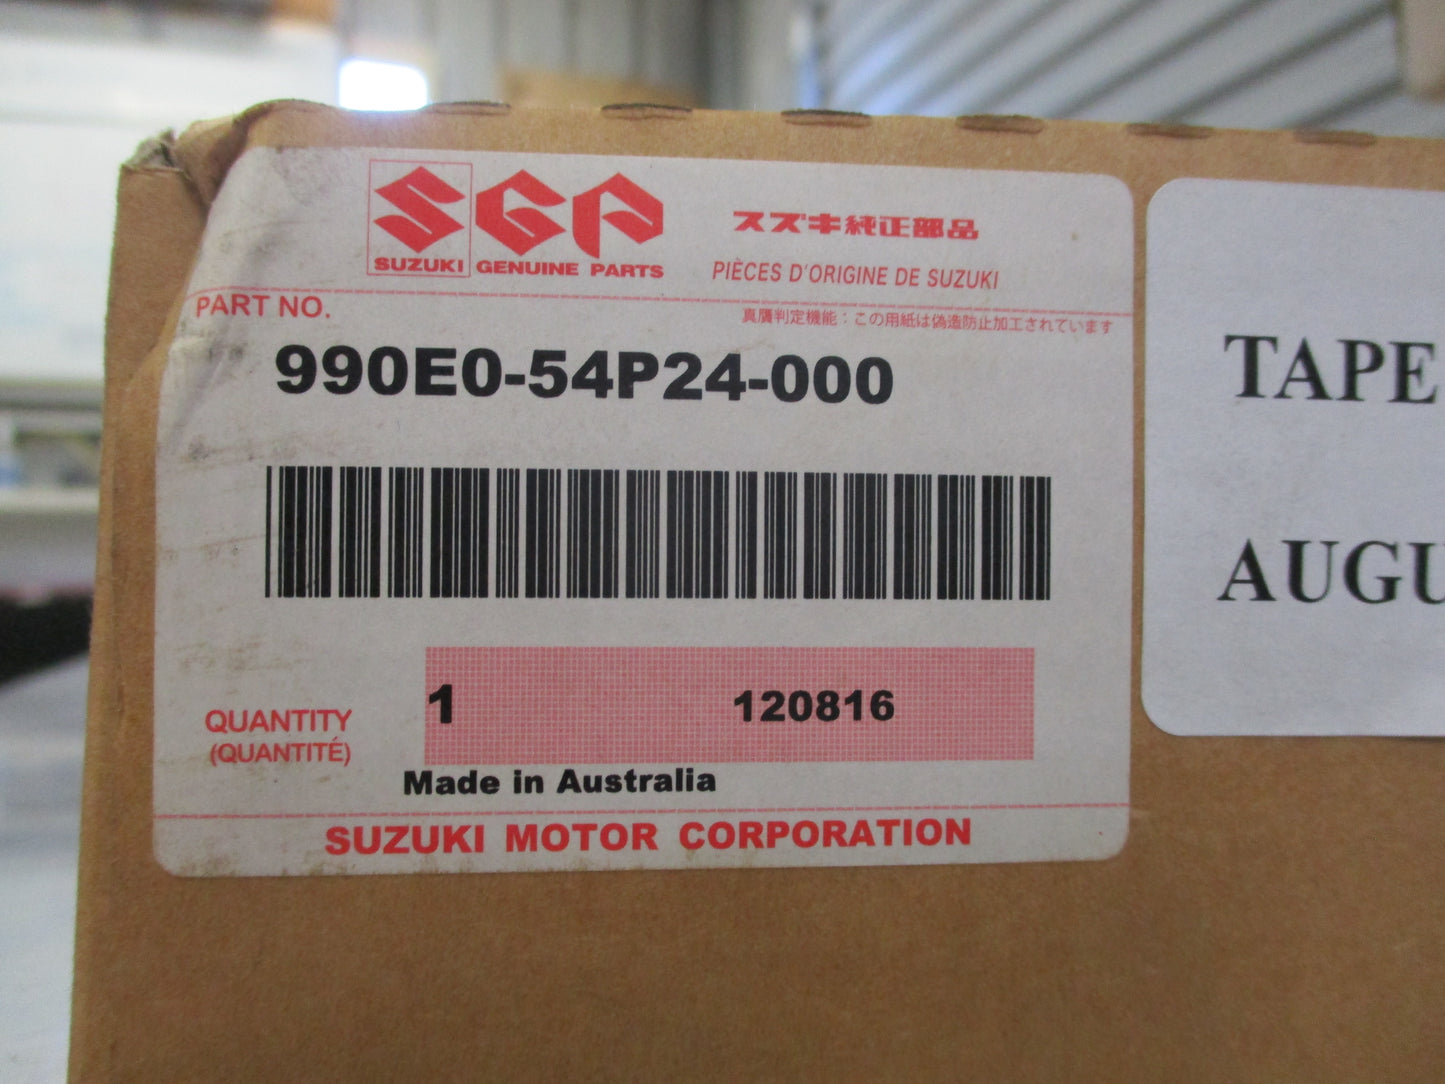 SGP
SUZUKI GENUINE PARTS
スズキ純正部品
PIÈCES D'ORIGINE DE SUZUKI
PART NO.
真贋判定機能：この用紙は偽造防止加工されています
990E0-54P24-000
QUANTITY
(QUANTITÉ)
1 120816
Made in Australia
SUZUKI MOTOR CORPORATION
TAPE
AUGU